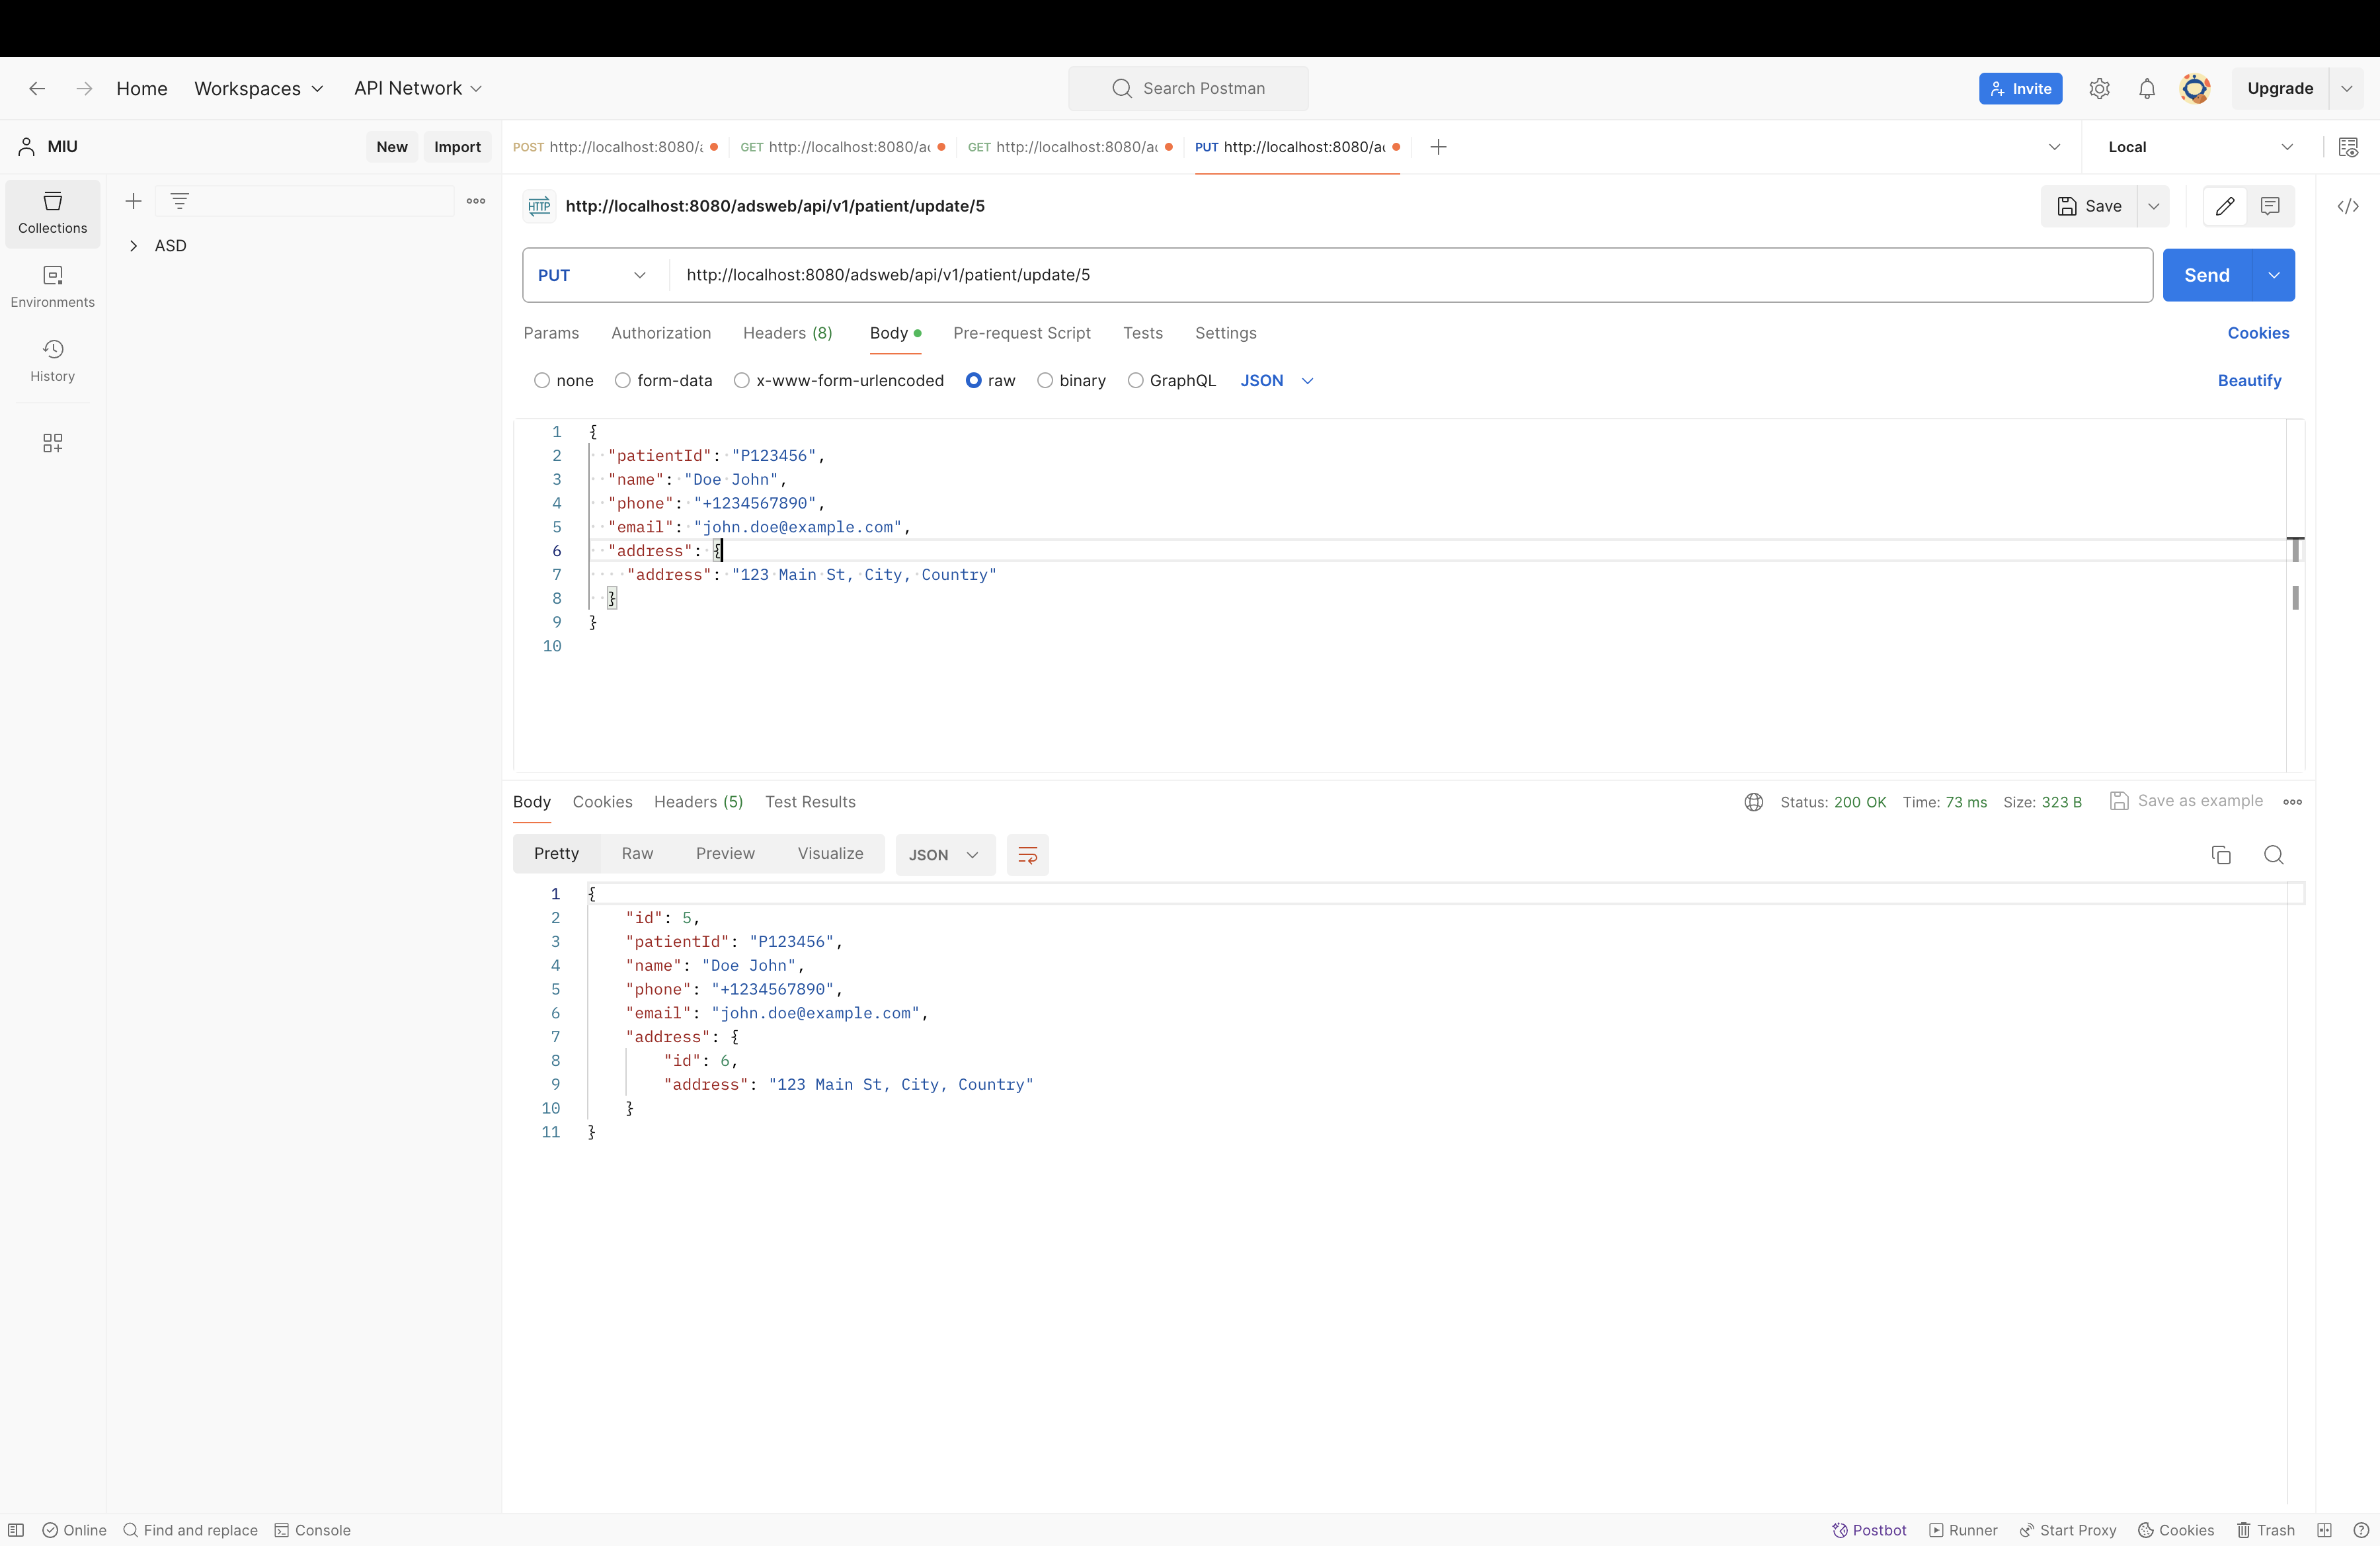 Home Workspaces API Network Search Postman Invite Upgrade
MIU New Import POST http://localhost:8080/a GET http://localhost:8080/ad GET http://localhost:8080/ad PUT http://localhost:8080/ad Local
Collections
Environments
History
ASD
HTTP http://localhost:8080/adsweb/api/v1/patient/update/5 Save
PUT http://localhost:8080/adsweb/api/v1/patient/update/5 Send
Params Authorization Headers (8) Body Pre-request Script Tests Settings Cookies
none form-data x-www-form-urlencoded raw binary GraphQL JSON Beautify
1 {
2 "patientId": "P123456",
3 "name": "Doe John",
4 "phone": "+1234567890",
5 "email": "john.doe@example.com",
6 "address": {
7 "address": "123 Main St, City, Country"
8 }
9 }
10
Body Cookies Headers (5) Test Results Status: 200 OK Time: 73 ms Size: 323 B Save as example
Pretty Raw Preview Visualize JSON
1 {
2 "id": 5,
3 "patientId": "P123456",
4 "name": "Doe John",
5 "phone": "+1234567890",
6 "email": "john.doe@example.com",
7 "address": {
8 "id": 6,
9 "address": "123 Main St, City, Country"
10 }
11 }
Online Find and replace Console Postbot Runner Start Proxy Cookies Trash